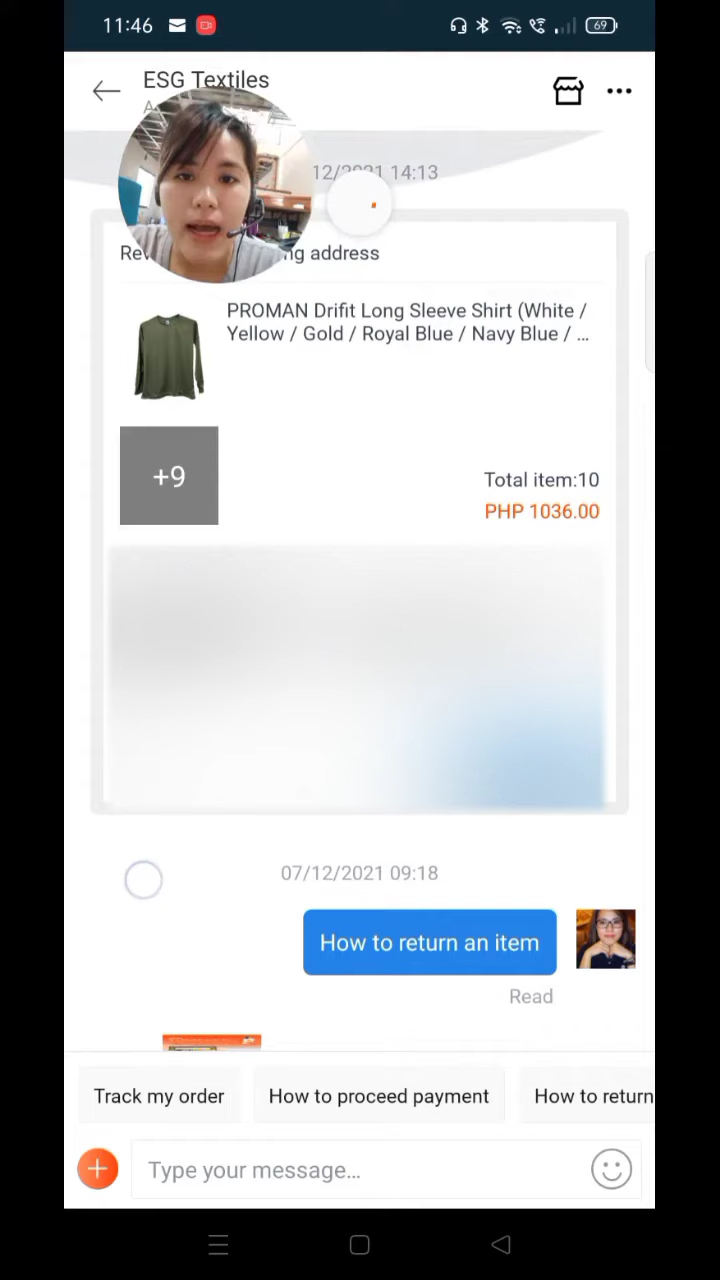 11:46
69
ESG Textiles
12/2021 14:13
ng address
PROMAN Drifit Long Sleeve Shirt (White /
Yellow / Gold / Royal Blue / Navy Blue / ...
+9
Total item:10
PHP 1036.00
07/12/2021 09:18
How to return an item
Read
Track my order
How to proceed payment
How to return
Type your message...